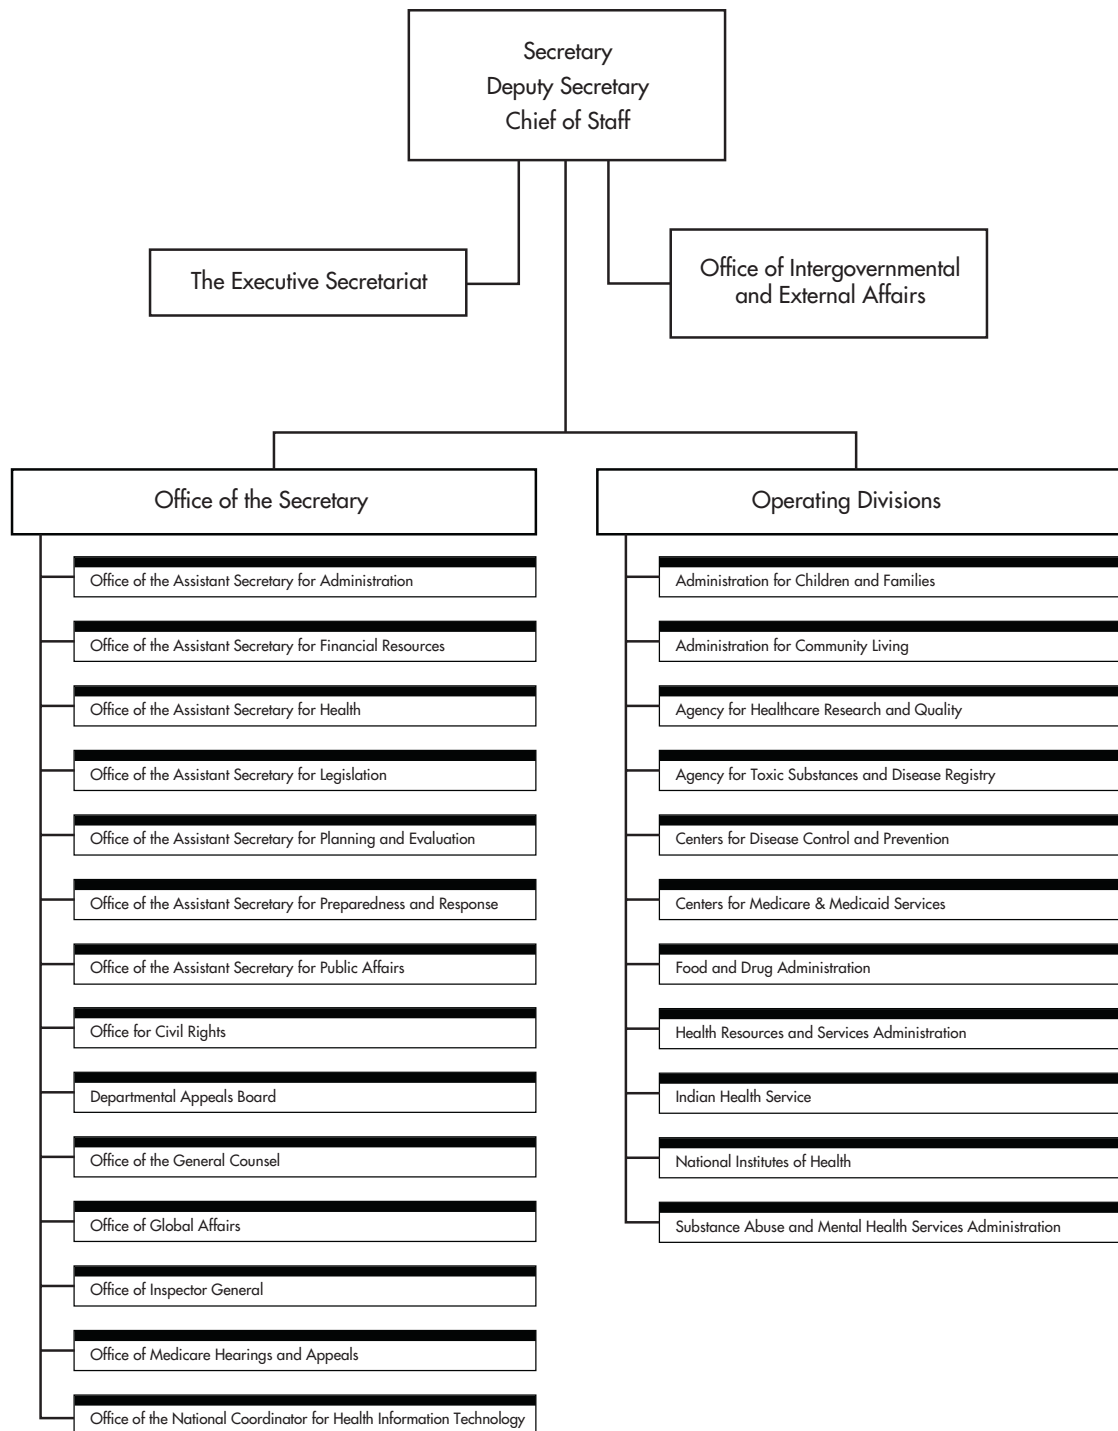 Secretary
Deputy Secretary
Chief of Staff
The Executive Secretariat
Office of Intergovernmental
and External Affairs
Office of the Secretary
Office of the Assistant Secretary for Administration
Office of the Assistant Secretary for Financial Resources
Office of the Assistant Secretary for Health
Office of the Assistant Secretary for Legislation
Office of the Assistant Secretary for Planning and Evaluation
Office of the Assistant Secretary for Preparedness and Response
Office of the Assistant Secretary for Public Affairs
Office for Civil Rights
Departmental Appeals Board
Office of the General Counsel
Office of Global Affairs
Office of Inspector General
Office of Medicare Hearings and Appeals
Office of the National Coordinator for Health Information Technology
Operating Divisions
Administration for Children and Families
Administration for Community Living
Agency for Healthcare Research and Quality
Agency for Toxic Substances and Disease Registry
Centers for Disease Control and Prevention
Centers for Medicare & Medicaid Services
Food and Drug Administration
Health Resources and Services Administration
Indian Health Service
National Institutes of Health
Substance Abuse and Mental Health Services Administration